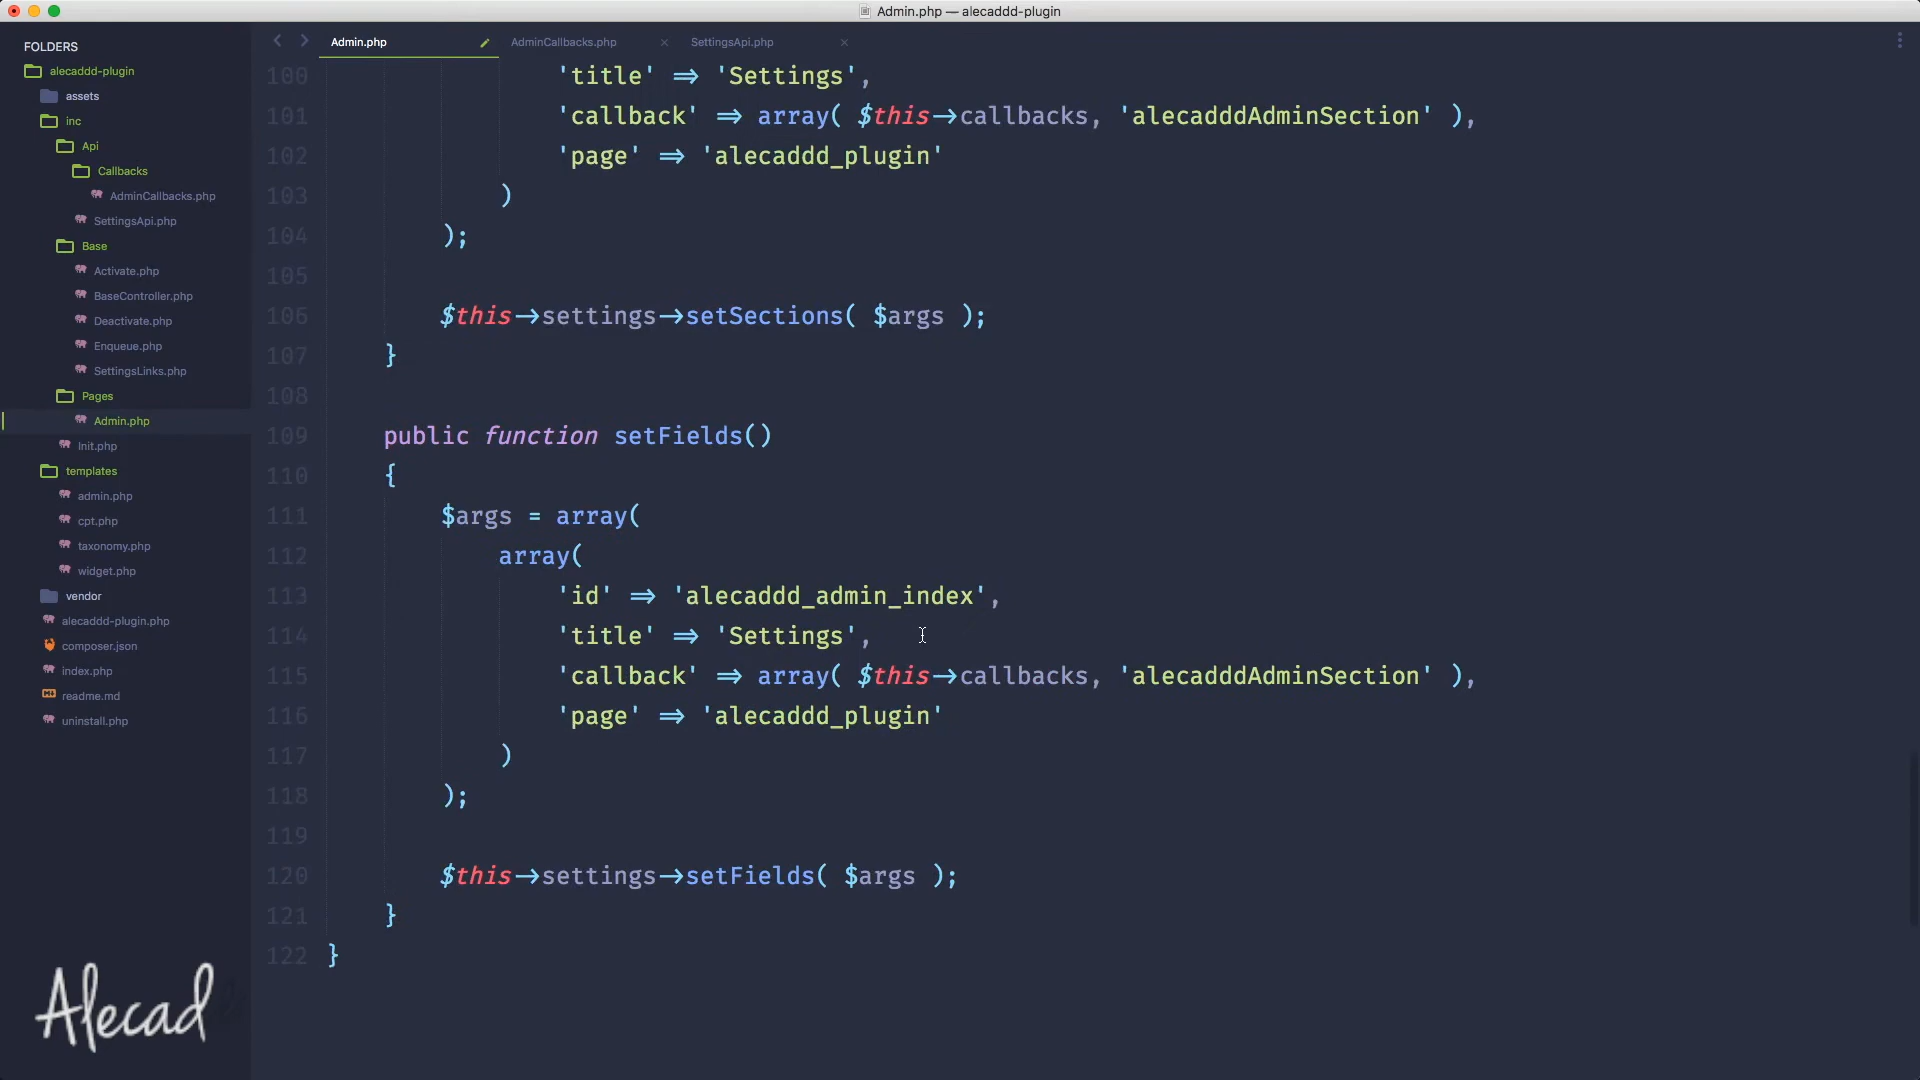 Admin.php — alecaddd-plugin
FOLDERS
alecaddd-plugin
assets
inc
Api
Callbacks
AdminCallbacks.php
SettingsApi.php
Base
Activate.php
BaseController.php
Deactivate.php
Enqueue.php
SettingsLinks.php
Pages
Admin.php
Init.php
templates
admin.php
cpt.php
taxonomy.php
widget.php
vendor
alecaddd-plugin.php
composer.json
index.php
readme.md
uninstall.php
Alecad
Admin.php AdminCallbacks.php SettingsApi.php
100 'title' => 'Settings',
101 'callback' => array( $this->callbacks, 'alecadddAdminSection' ),
102 'page' => 'alecaddd_plugin'
103 )
104 );
105
106 $this->settings->setSections( $args );
107 }
108
109 public function setFields()
110 {
111 $args = array(
112 array(
113 'id' => 'alecaddd_admin_index',
114 'title' => 'Settings',
115 'callback' => array( $this->callbacks, 'alecadddAdminSection' ),
116 'page' => 'alecaddd_plugin'
117 )
118 );
119
120 $this->settings->setFields( $args );
121 }
122 }